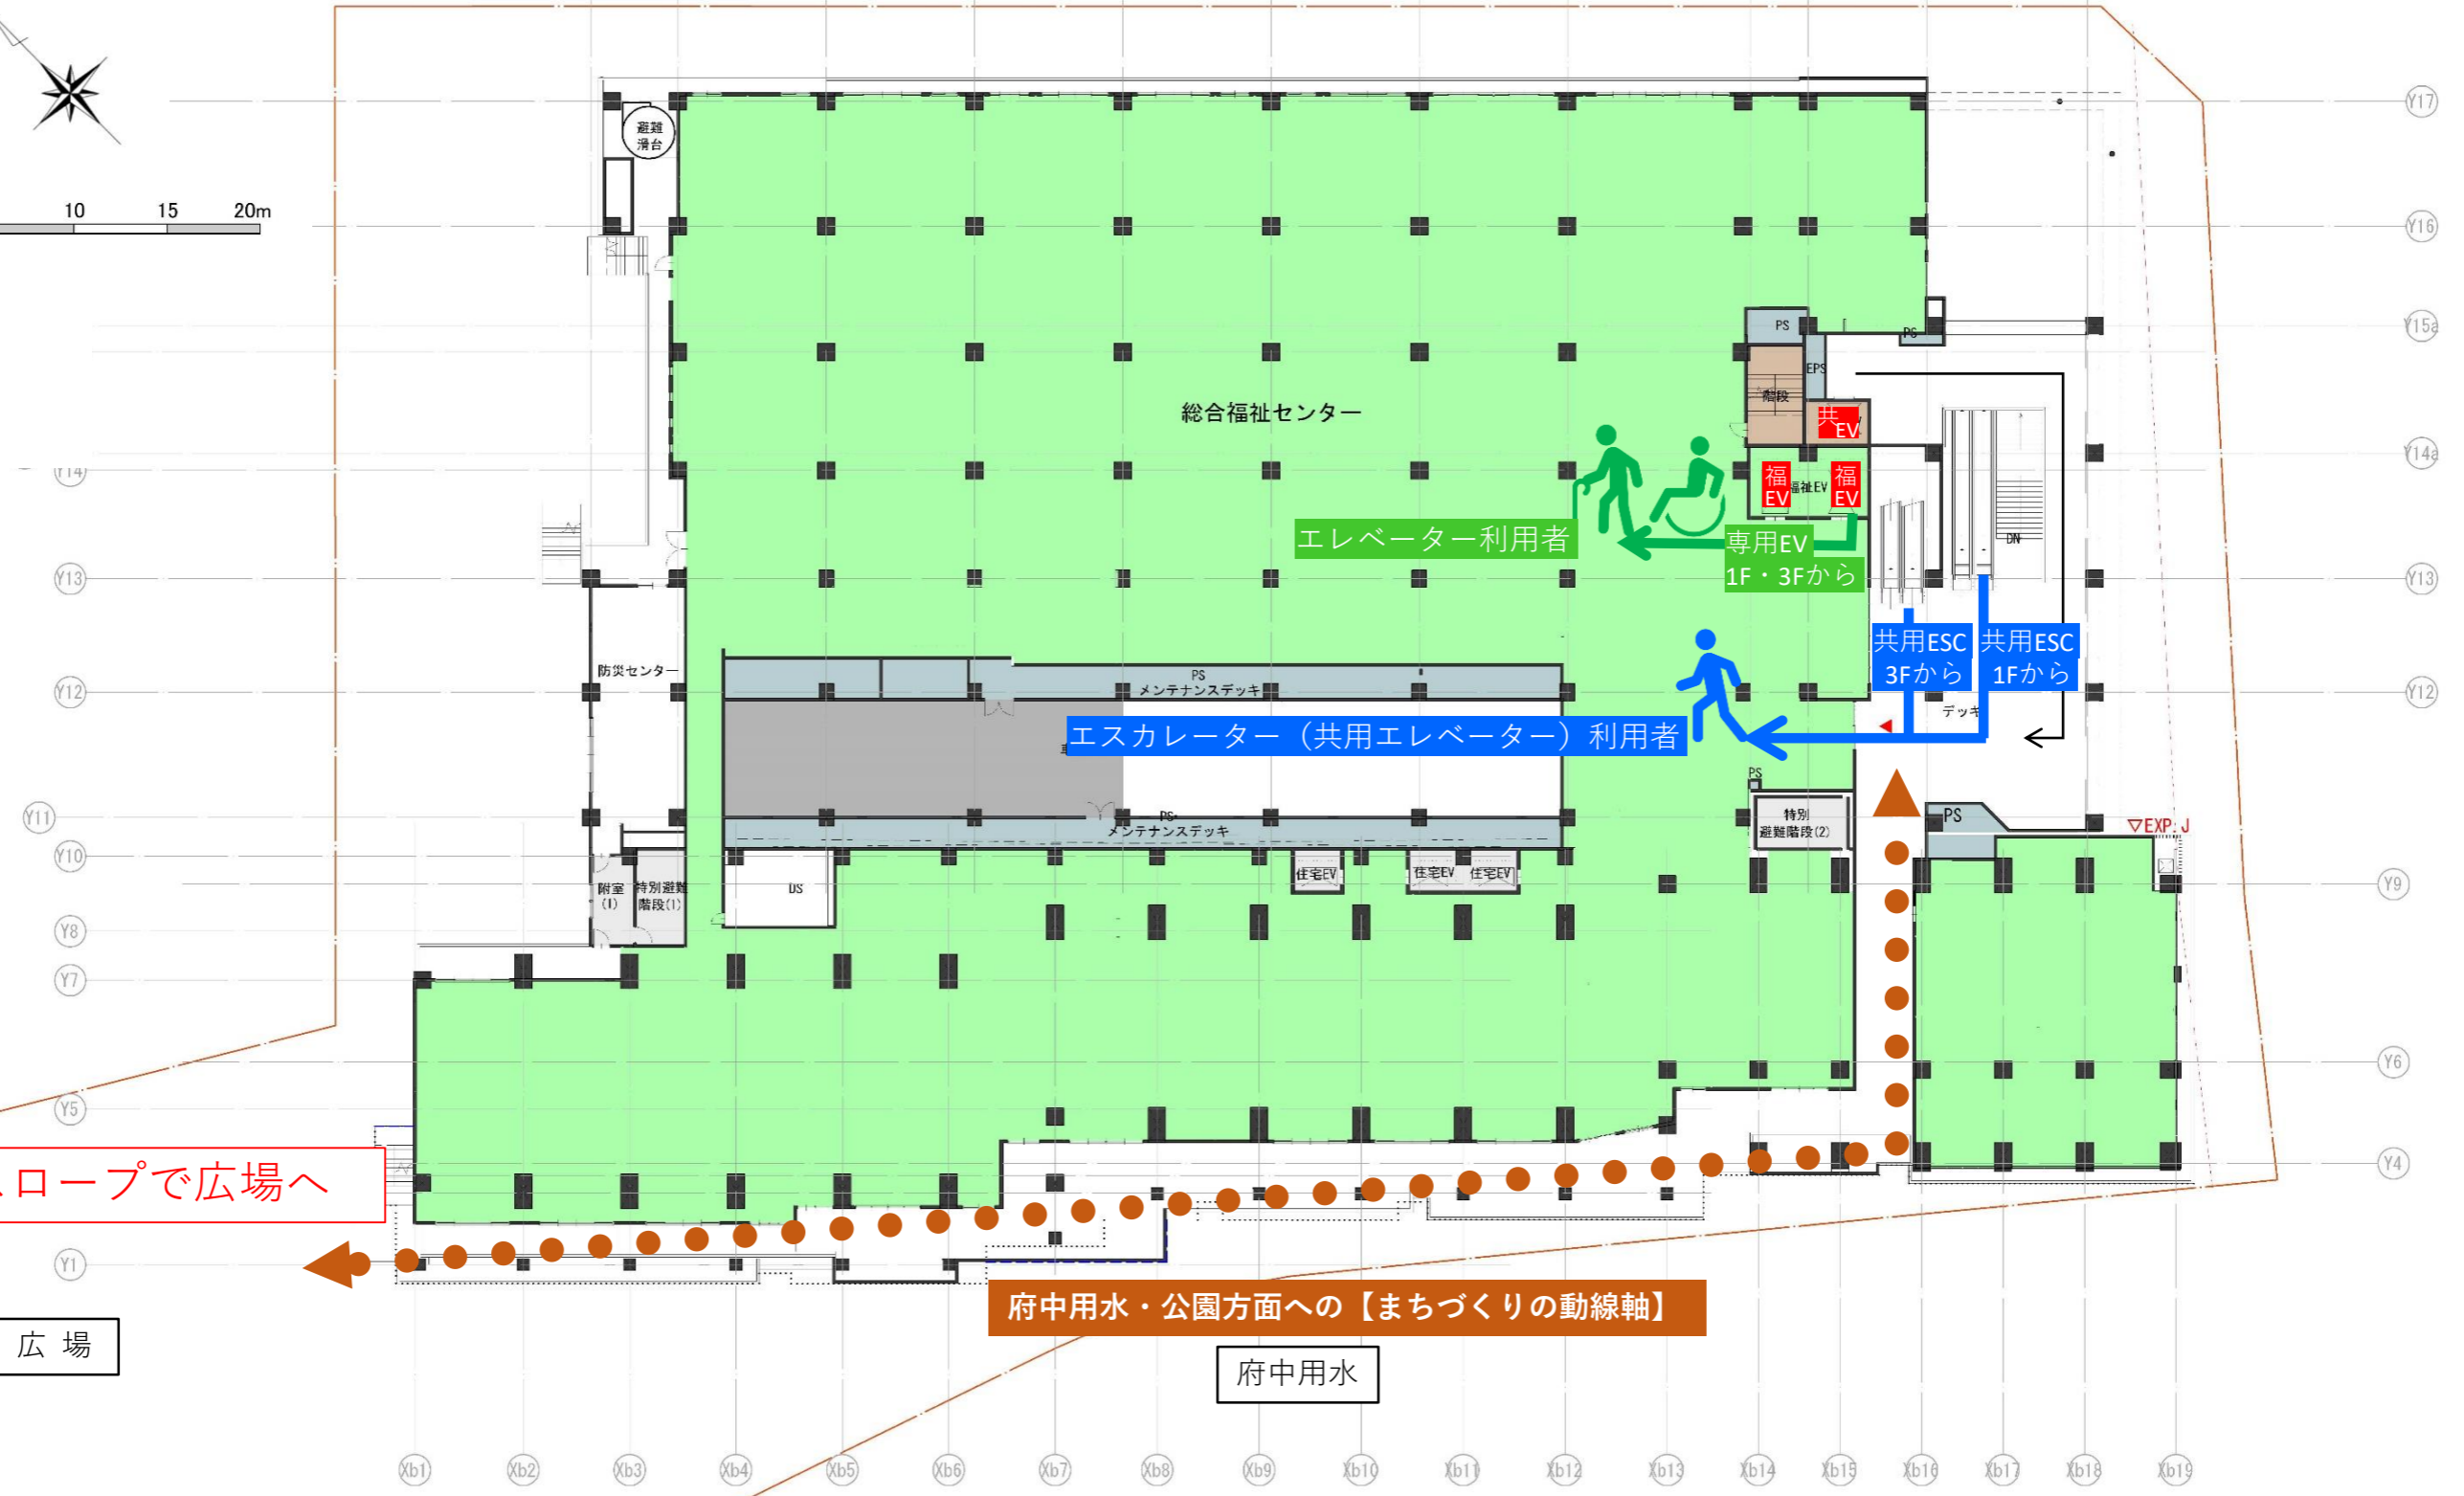 避難
滑台
Y17
10 15 20m
Y16
PS
PS
Y15a
EPS
階段
総合福祉センター
共
EV
Y14
Y14a
福
EV
福祉EV
福
EV
エレベーター利用者
専用EV
1F・3Fから
DN
Y13
Y13
共用ESC
3Fから
共用ESC
1Fから
防災センター
PS
メンテナンスデッキ
Y12
Y12
デッキ
エスカレーター（共用エレベーター）利用者
PS
特別
避難階段(2)
PS
Y11
PS
メンテナンスデッキ
▽EXP.J
Y10
住宅EV
住宅EV
住宅EV
附室
(1)
特別避難
階段(1)
DS
Y9
Y8
Y7
Y6
Y5
スロープで広場へ
Y4
Y1
府中用水・公園方面への【まちづくりの動線軸】
広 場
府中用水
Xb1 Xb2 Xb3 Xb4 Xb5 Xb6 Xb7 Xb8 Xb9 Xb10 Xb11 Xb12 Xb13 Xb14 Xb15 Xb16 Xb17 Xb18 Xb19